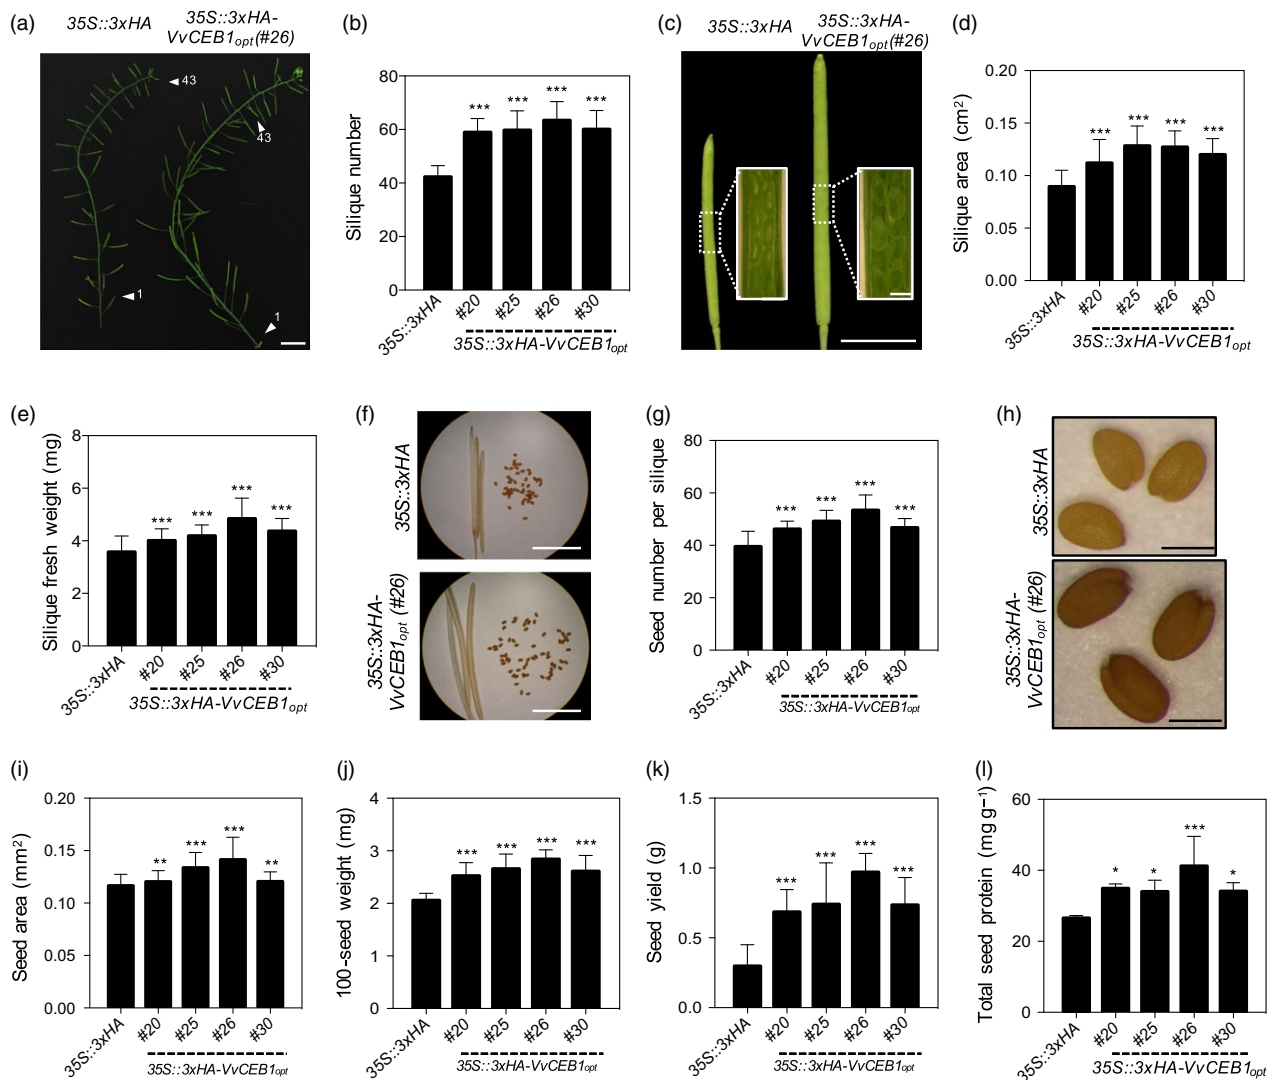 (a)
35S::3xHA
35S::3xHA-
VvCEB1opt(#26)
43
43
1
1
(b)
Silique number
80
60
40
20
0
***
***
***
***
35S::3xHA
#20
#25
#26
#30
35S::3xHA-VvCEB1opt
(c)
35S::3xHA
35S::3xHA-
VvCEB1opt(#26)
(d)
Silique area (cm²)
0.20
0.15
0.10
0.05
0.00
***
***
***
***
35S::3xHA
#20
#25
#26
#30
35S::3xHA-VvCEB1opt
(e)
Silique fresh weight (mg)
8
6
4
2
0
***
***
***
***
35S::3xHA
#20
#25
#26
#30
35S::3xHA-VvCEB1opt
(f)
35S::3xHA
35S::3xHA-
VvCEB1opt (#26)
(g)
Seed number per silique
80
60
40
20
0
***
***
***
***
35S::3xHA
#20
#25
#26
#30
35S::3xHA-VvCEB1opt
(h)
35S::3xHA
35S::3xHA-
VvCEB1opt (#26)
(i)
Seed area (mm²)
0.20
0.15
0.10
0.05
0.00
**
***
***
**
35S::3xHA
#20
#25
#26
#30
35S::3xHA-VvCEB1opt
(j)
100-seed weight (mg)
4
3
2
1
0
***
***
***
***
35S::3xHA
#20
#25
#26
#30
35S::3xHA-VvCEB1opt
(k)
Seed yield (g)
1.5
1.0
0.5
0.0
***
***
***
***
35S::3xHA
#20
#25
#26
#30
35S::3xHA-VvCEB1opt
(l)
Total seed protein (mg g⁻¹)
60
40
20
0
*
*
***
*
35S::3xHA
#20
#25
#26
#30
35S::3xHA-VvCEB1opt